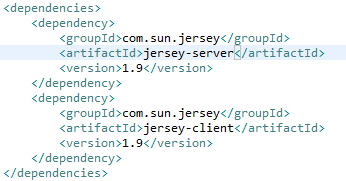 <dependencies>
    <dependency>
        <groupId>com.sun.jersey</groupId>
        <artifactId>jersey-server</artifactId>
        <version>1.9</version>
    </dependency>
    <dependency>
        <groupId>com.sun.jersey</groupId>
        <artifactId>jersey-client</artifactId>
        <version>1.9</version>
    </dependency>
</dependencies>